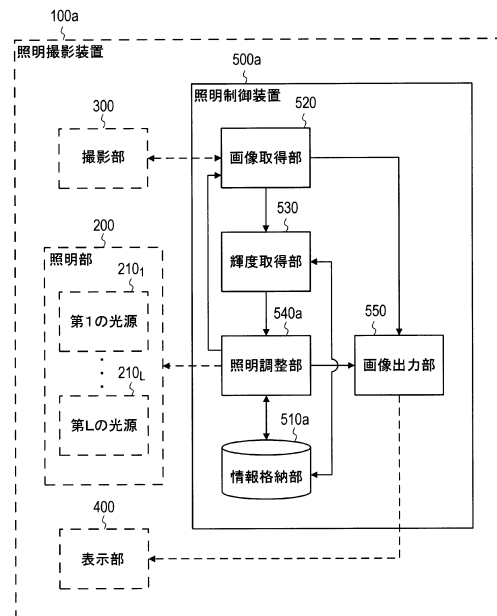 100a
照明撮影装置
500a
照明制御装置
300
撮影部
520
画像取得部
200
照明部
530
輝度取得部
210₁
第1の光源
540a
照明調整部
550
画像出力部
210L
第Lの光源
510a
情報格納部
400
表示部